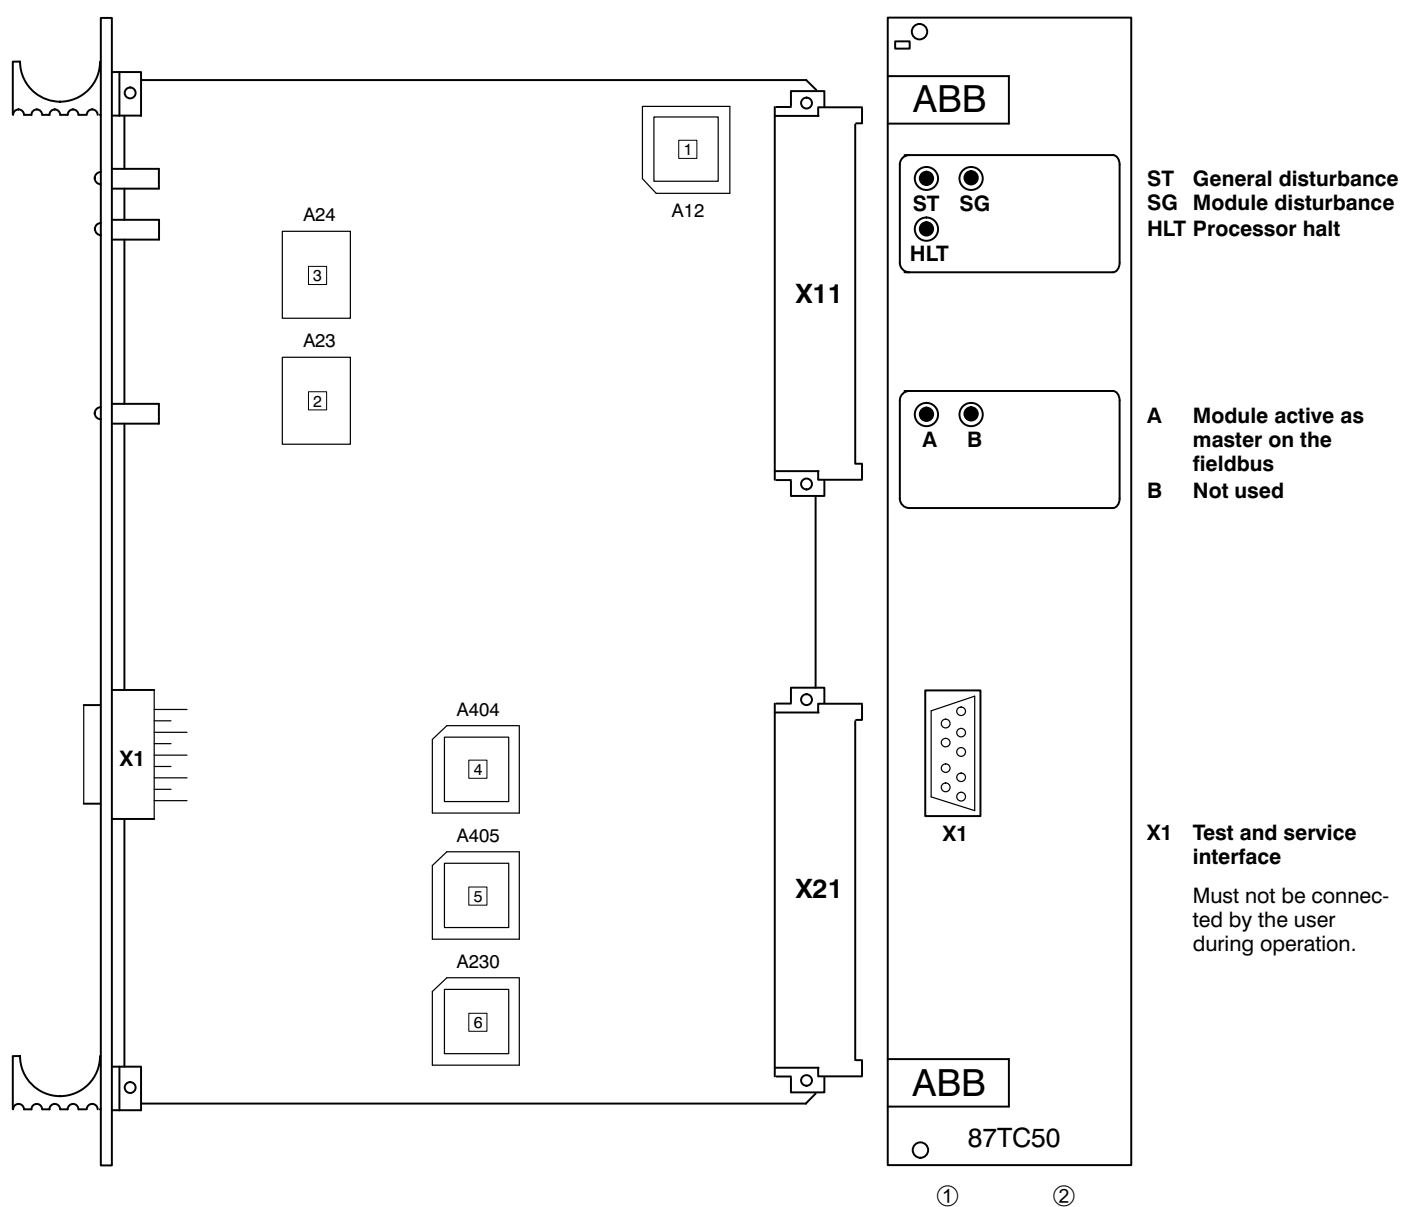 ABB
ST General disturbance
SG Module disturbance
HLT Processor halt
ST SG
HLT
1
A12
A24
3
A23
2
X11
A B
A Module active as
master on the
fieldbus
B Not used
A404
4
X1
A405
5
A230
6
X21
X1
X1 Test and service
interface
Must not be connec-
ted by the user
during operation.
ABB
87TC50
① ②